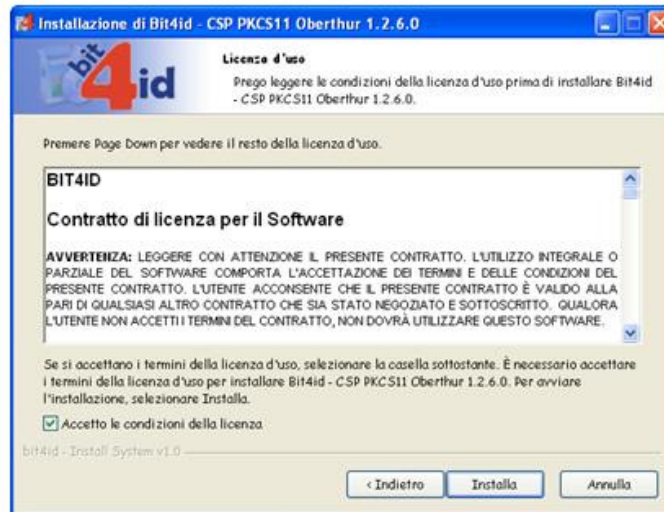 Installazione di Bit4id - CSP PKCS11 Oberthur 1.2.6.0
bit4id
Licenza d'uso
Prego leggere le condizioni della licenza d'uso prima di installare Bit4id
- CSP PKCS11 Oberthur 1.2.6.0.
Premere Page Down per vedere il resto della licenza d'uso.
BIT4ID
Contratto di licenza per il Software
AVVERTENZA: LEGGERE CON ATTENZIONE IL PRESENTE CONTRATTO. L'UTILIZZO INTEGRALE O
PARZIALE DEL SOFTWARE COMPORTA L'ACCETTAZIONE DEI TERMINI E DELLE CONDIZIONI DEL
PRESENTE CONTRATTO. L'UTENTE ACCONSENTE CHE IL PRESENTE CONTRATTO È VALIDO ALLA
PARI DI QUALSIASI ALTRO CONTRATTO CHE SIA STATO NEGOZIATO E SOTTOSCRITTO. QUALORA
L'UTENTE NON ACCETTI I TERMINI DEL CONTRATTO, NON DOVRÀ UTILIZZARE QUESTO SOFTWARE.
Se si accettano i termini della licenza d'uso, selezionare la casella sottostante. È necessario accettare
i termini della licenza d'uso per installare Bit4id - CSP PKCS11 Oberthur 1.2.6.0. Per avviare
l'installazione, selezionare Installa.
Accetto le condizioni della licenza
bit4id - Install System v1.0
< Indietro
Installa
Annulla